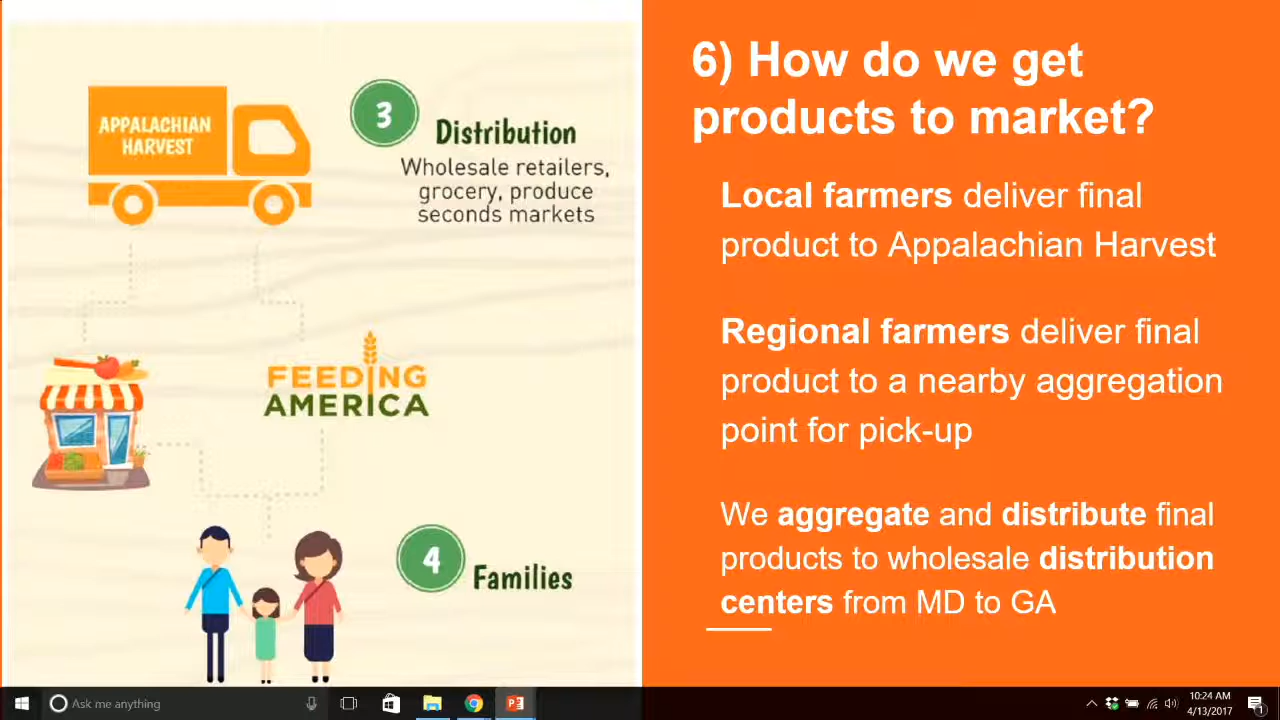 APPALACHIAN
HARVEST
3
Distribution
Wholesale retailers,
grocery, produce
seconds markets
FEEDING
AMERICA
4
Families
6) How do we get
products to market?
Local farmers deliver final
product to Appalachian Harvest
Regional farmers deliver final
product to a nearby aggregation
point for pick-up
We aggregate and distribute final
products to wholesale distribution
centers from MD to GA
Ask me anything
10:24 AM
4/13/2017
1